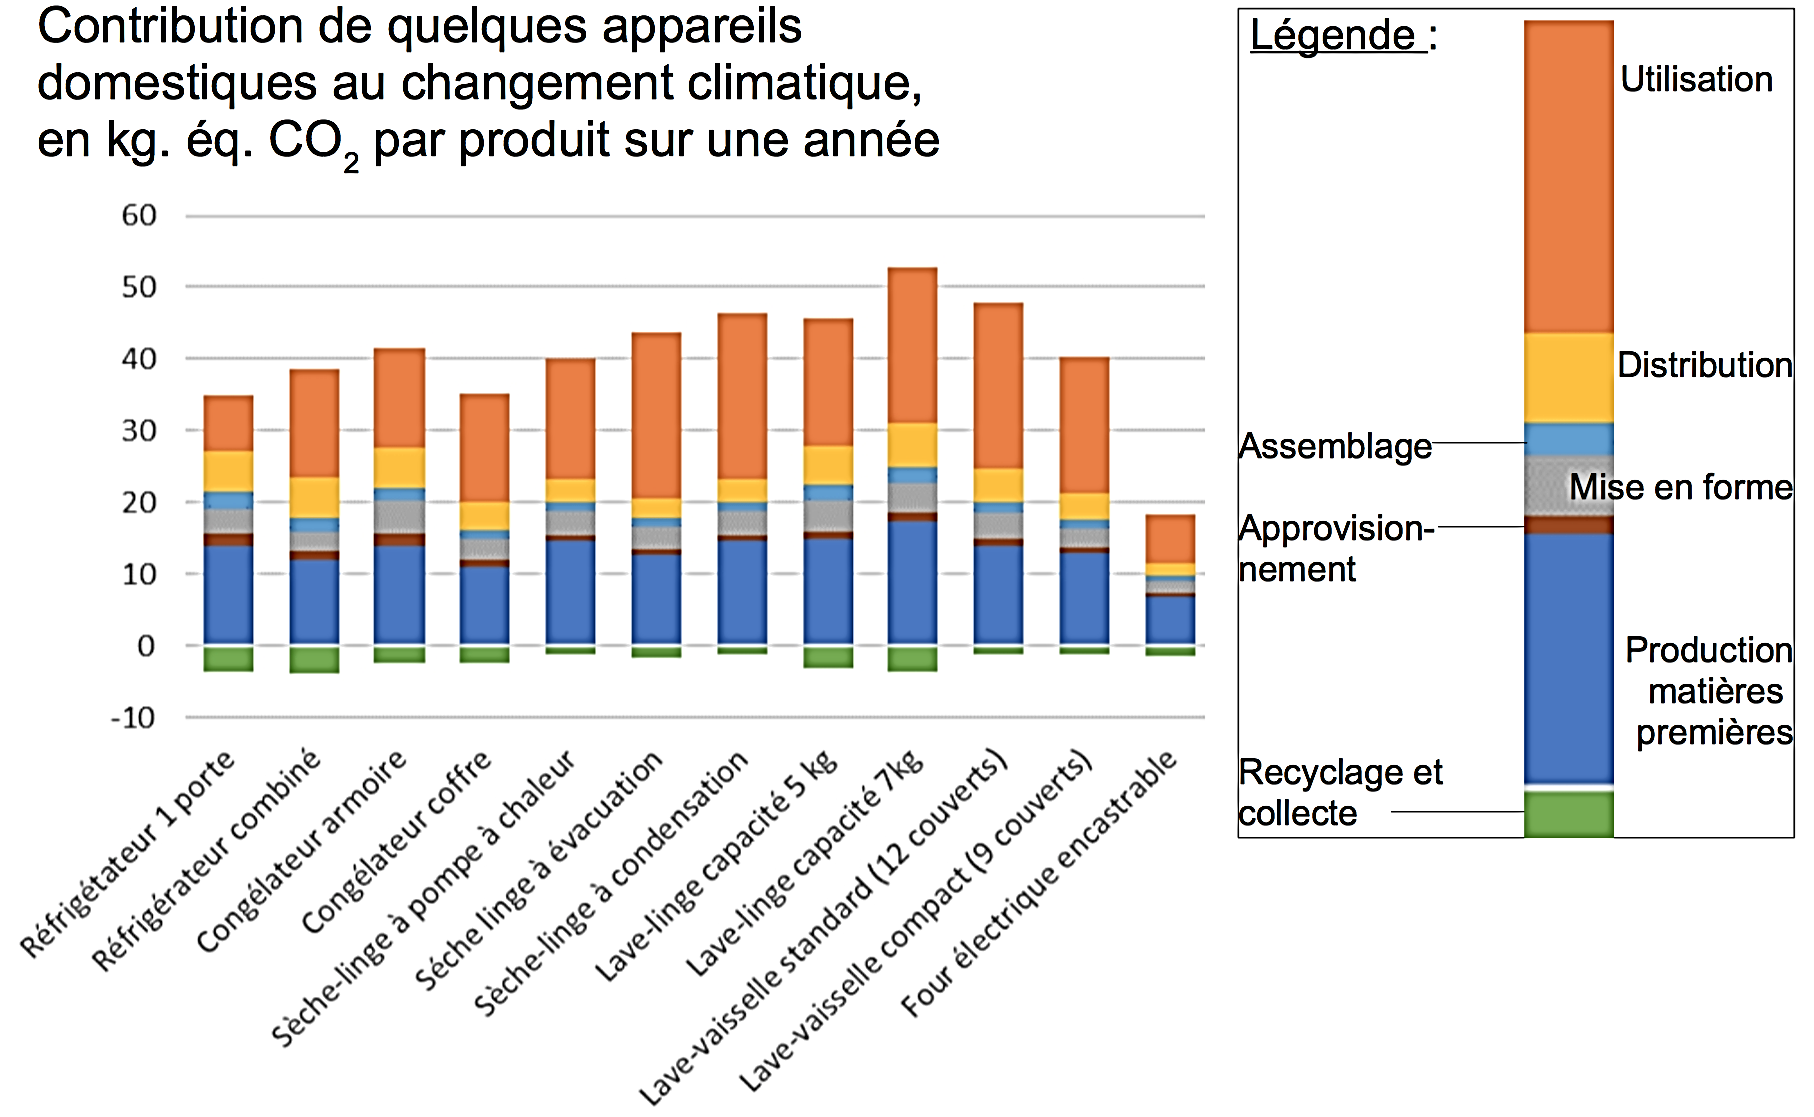 Contribution de quelques appareils
domestiques au changement climatique,
en kg. éq. CO2 par produit sur une année
60
50
40
30
20
10
0
-10
Réfrigétateur 1 porte
Réfrigérateur combiné
Congélateur armoire
Congélateur coffre
Sèche-linge à pompe à chaleur
Séche linge à évacuation
Sèche-linge à condensation
Lave-linge capacité 5 kg
Lave-linge capacité 7kg
Lave-vaisselle standard (12 couverts)
Lave-vaisselle compact (9 couverts)
Four électrique encastrable
Légende :
Utilisation
Distribution
Assemblage
Mise en forme
Approvision-
nement
Production
matières
premières
Recyclage et
collecte